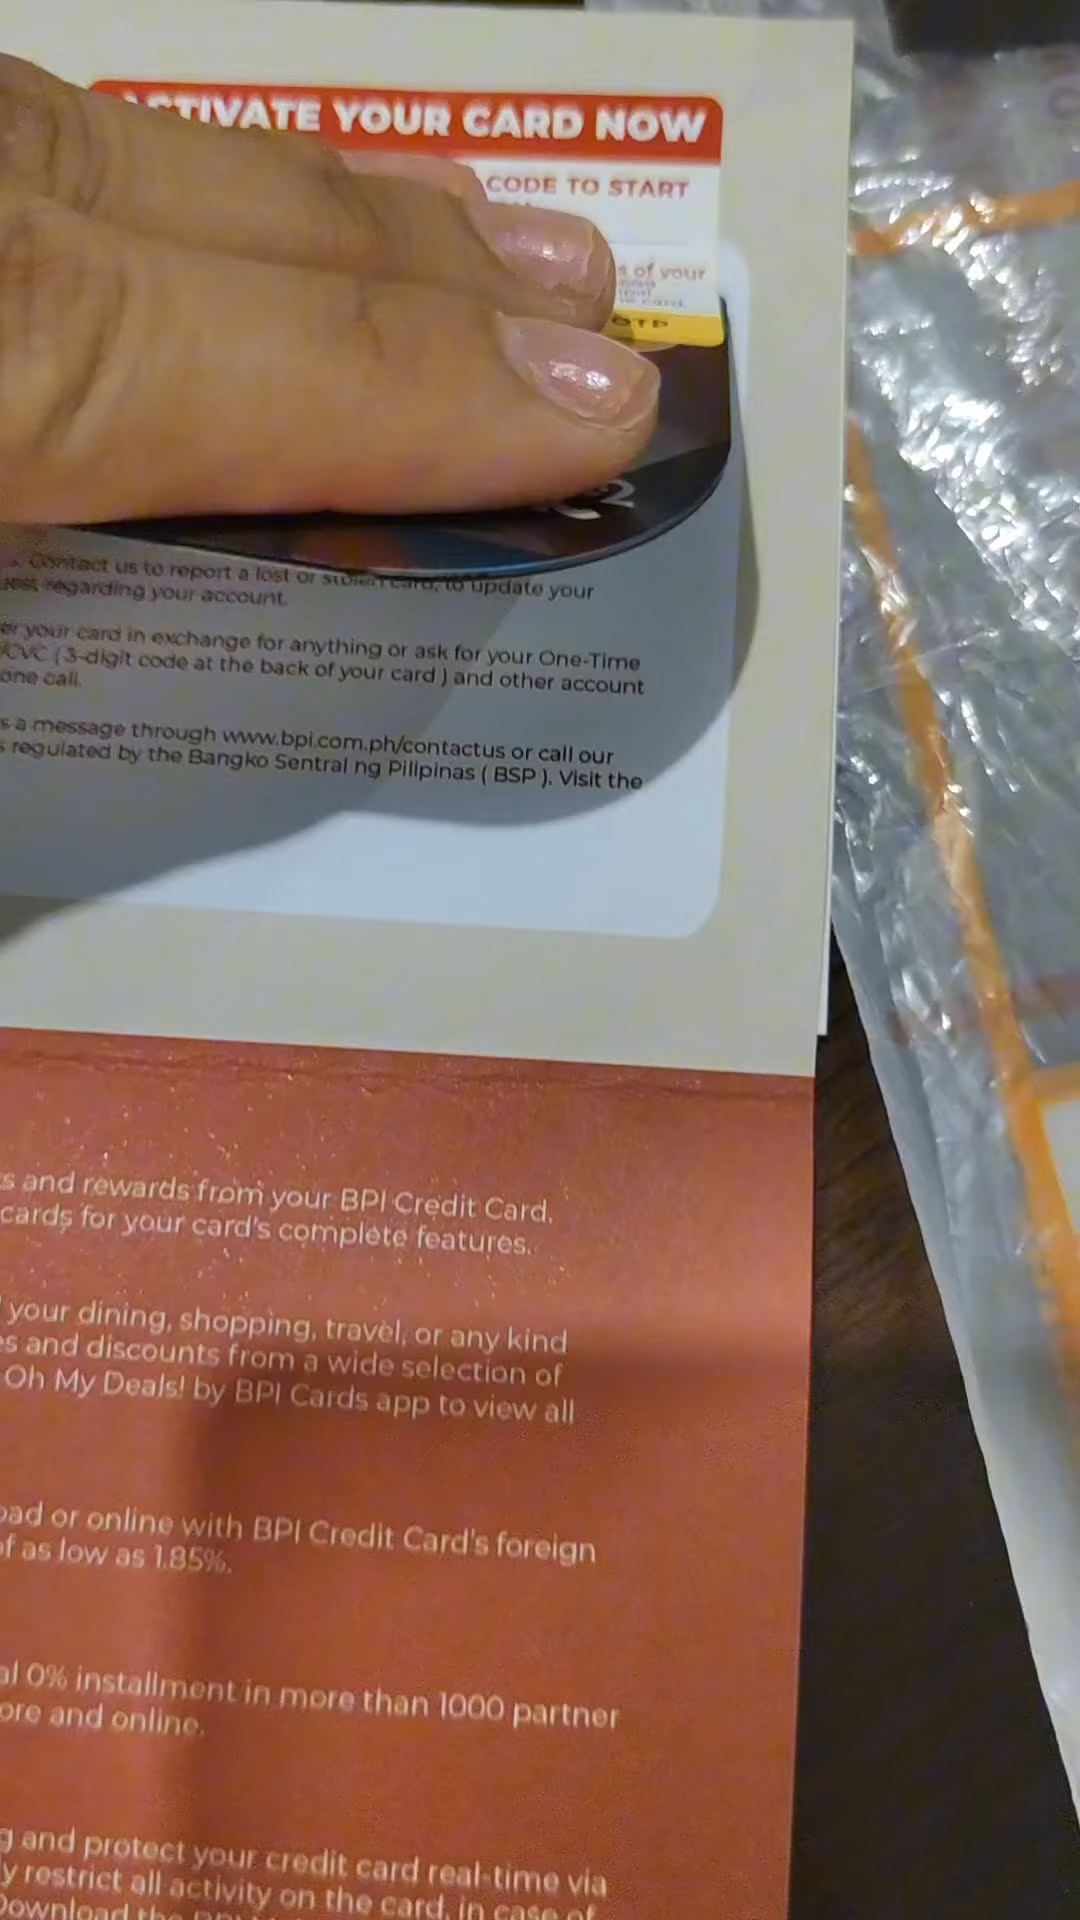 ACTIVATE YOUR CARD NOW
CODE TO START
of your
card.
OTP
2
Contact us to report a lost or stolen card, to update your
regarding your account.
your card in exchange for anything or ask for your One-Time
CVC ( 3-digit code at the back of your card ) and other account
one call.
s a message through www.bpi.com.ph/contactus or call our
s regulated by the Bangko Sentral ng Pilipinas ( BSP ). Visit the
s and rewards from your BPI Credit Card.
cards for your card's complete features.
your dining, shopping, travel, or any kind
es and discounts from a wide selection of
Oh My Deals! by BPI Cards app to view all
oad or online with BPI Credit Card's foreign
of as low as 1.85%.
al 0% installment in more than 1000 partner
ore and online.
g and protect your credit card real-time via
y restrict all activity on the card, in case of
Download the